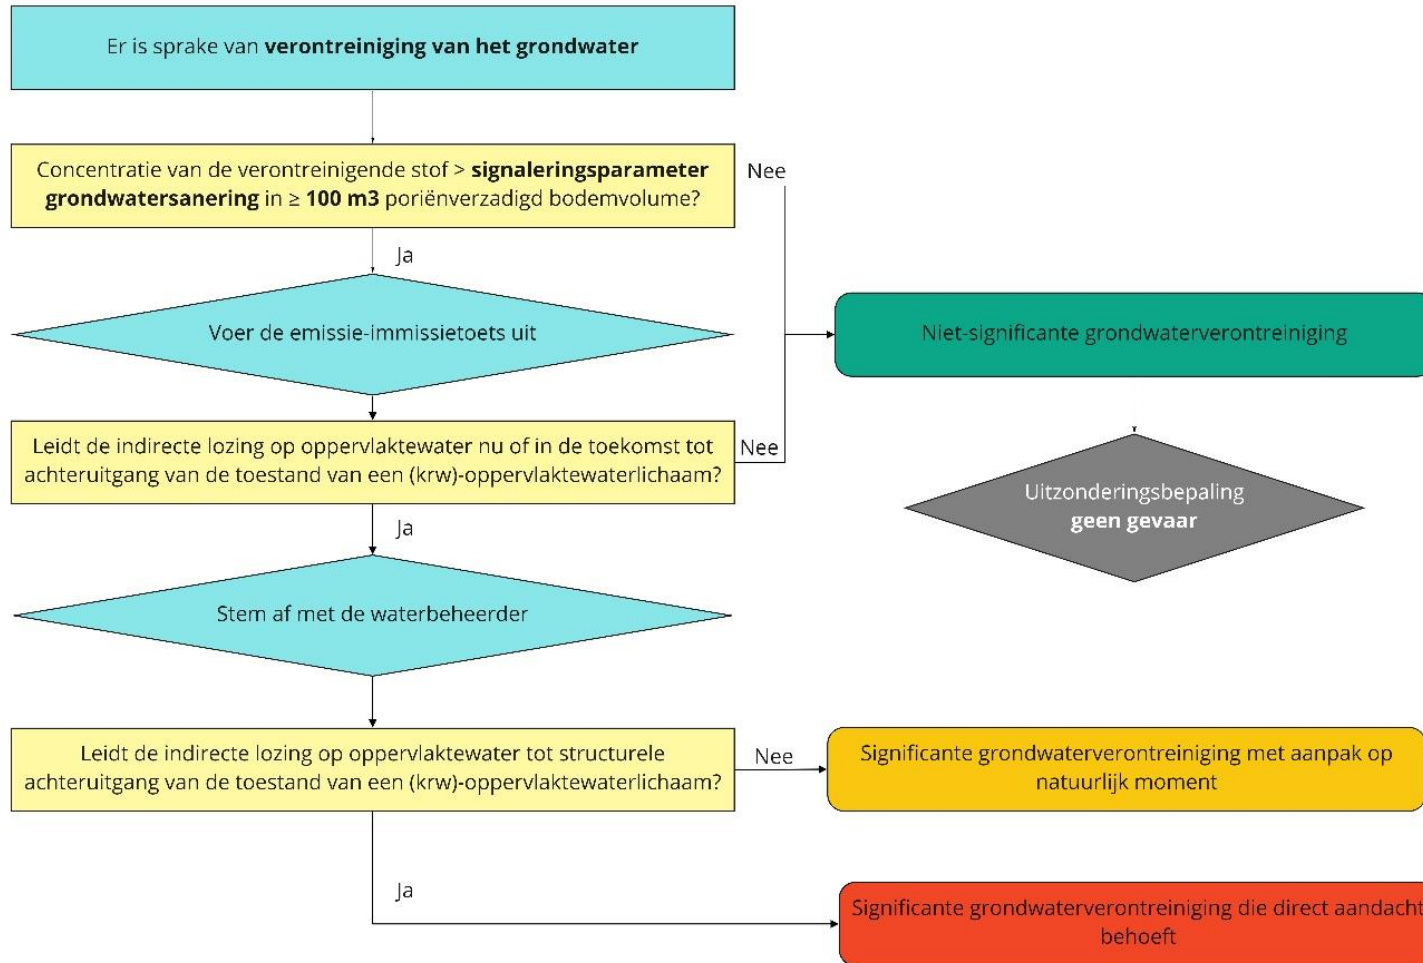 Er is sprake van verontreiniging van het grondwater
Concentratie van de verontreinigende stof > signaleringsparameter
grondwatersanering in ≥ 100 m3 poriënverzadigd bodemvolume?
Nee
Ja
Voer de emissie-immissietoets uit
Niet-significante grondwaterverontreiniging
Leidt de indirecte lozing op oppervlaktewater nu of in de toekomst tot
achteruitgang van de toestand van een (krw)-oppervlaktewaterlichaam?
Nee
Ja
Uitzonderingsbepaling
geen gevaar
Stem af met de waterbeheerder
Leidt de indirecte lozing op oppervlaktewater tot structurele
achteruitgang van de toestand van een (krw)-oppervlaktewaterlichaam?
Nee
Significante grondwaterverontreiniging met aanpak op
natuurlijk moment
Ja
Significante grondwaterverontreiniging die direct aandacht
behoeft